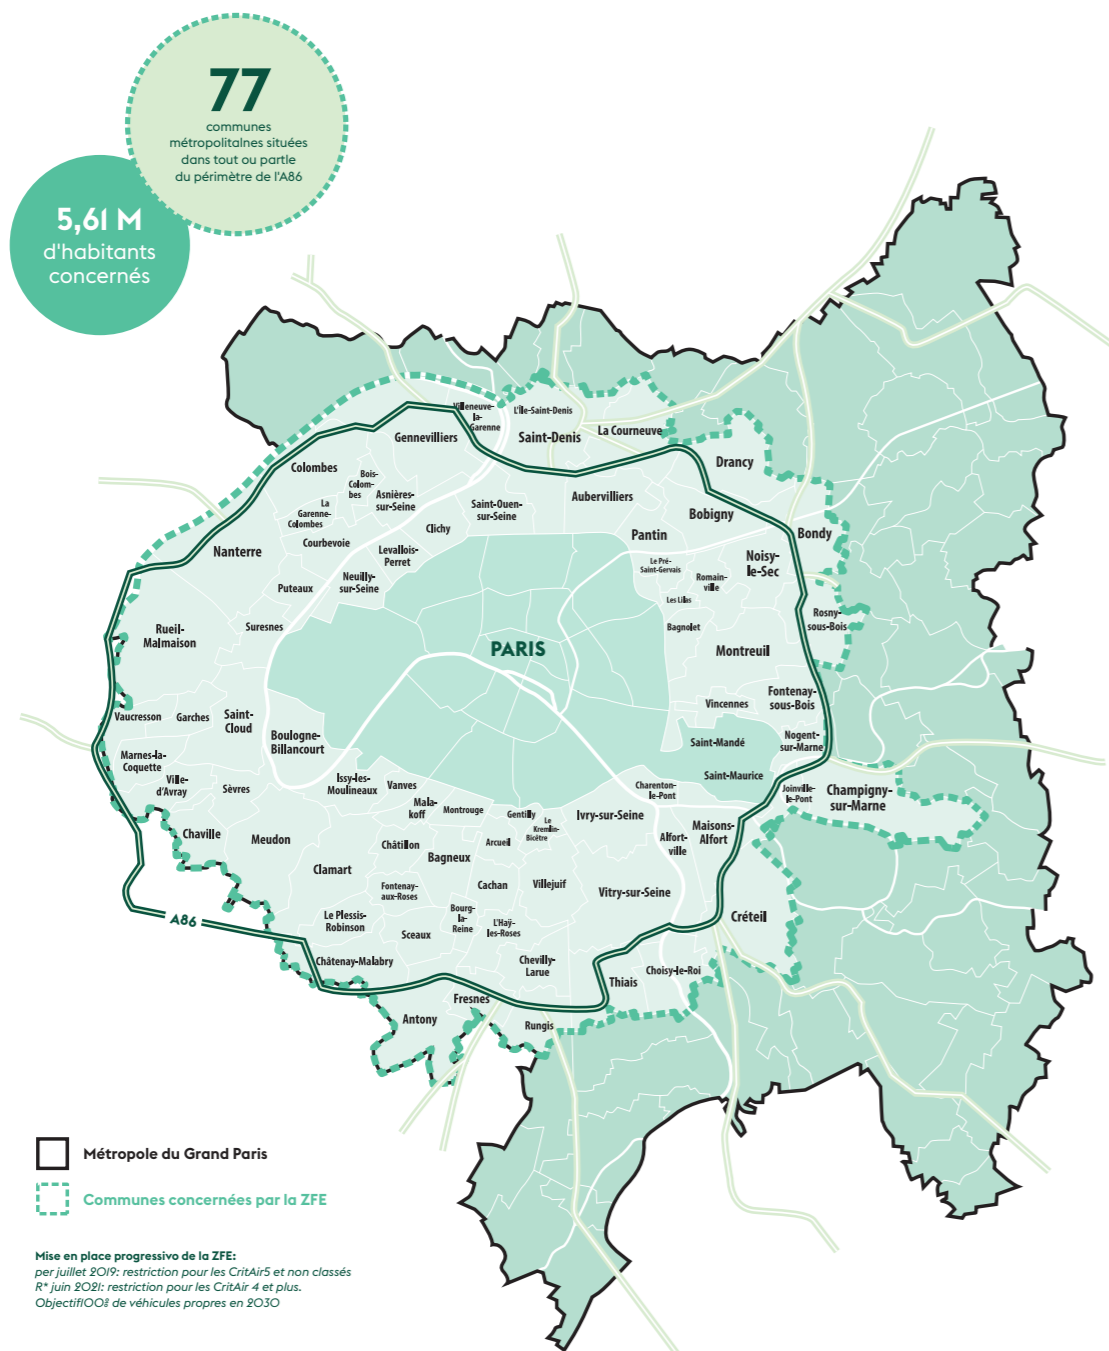 77
communes
métropolitalnes situées
dans tout ou partle
du périmètre de l'A86
5,61 M
d'habitants
concernés
Villeneuve-
la-
Garenne
L'Île-Saint-Denis
La Courneuve
Gennevilliers
Saint-Denis
Drancy
Colombes
Bois-
Colom-
bes
Asnières-
sur-Seine
Saint-Ouen-
sur-Seine
Aubervilliers
La
Garenne-
Colombes
Bobigny
Bondy
Clichy
Pantin
Courbevoie
Nanterre
Levallois-
Perret
Noisy-
le-Sec
Le Pré-
Saint-Gervais
Romain-
ville
Puteaux
Neuilly-
sur-Seine
Les Lilas
Rosny-
sous-Bois
Suresnes
Bagnolet
Rueil-
Malmaison
PARIS
Montreuil
Vaucresson
Garches
Saint-
Cloud
Vincennes
Fontenay-
sous-Bois
Boulogne-
Billancourt
Saint-Mandé
Nogent-
sur-Marne
Marnes-la-
Coquette
Ville-
d'Avray
Sèvres
Issy-les-
Moulineaux
Vanves
Saint-Maurice
Charenton-
le-Pont
Joinville-
le-Pont
Champigny-
sur-Marne
Mala-
koff
Montrouge
Gentilly
Le
Kremlin-
Bicêtre
Ivry-sur-Seine
Chaville
Meudon
Châtillon
Arcueil
Alfort-
ville
Maisons-
Alfort
Bagneux
Clamart
Fontenay-
aux-Roses
Cachan
Villejuif
Vitry-sur-Seine
A86
Le Plessis-
Robinson
Sceaux
Bourg-
la-
Reine
L'Haÿ-
les-Roses
Créteil
Châtenay-Malabry
Chevilly-
Larue
Thiais
Choisy-le-Roi
Antony
Fresnes
Rungis
Métropole du Grand Paris
Communes concernées par la ZFE
Mise en place progressivo de la ZFE:
per juillet 2019: restriction pour les CritAir5 et non classés
R* juin 2021: restriction pour les CritAir 4 et plus.
Objectif100% de véhicules propres en 2030